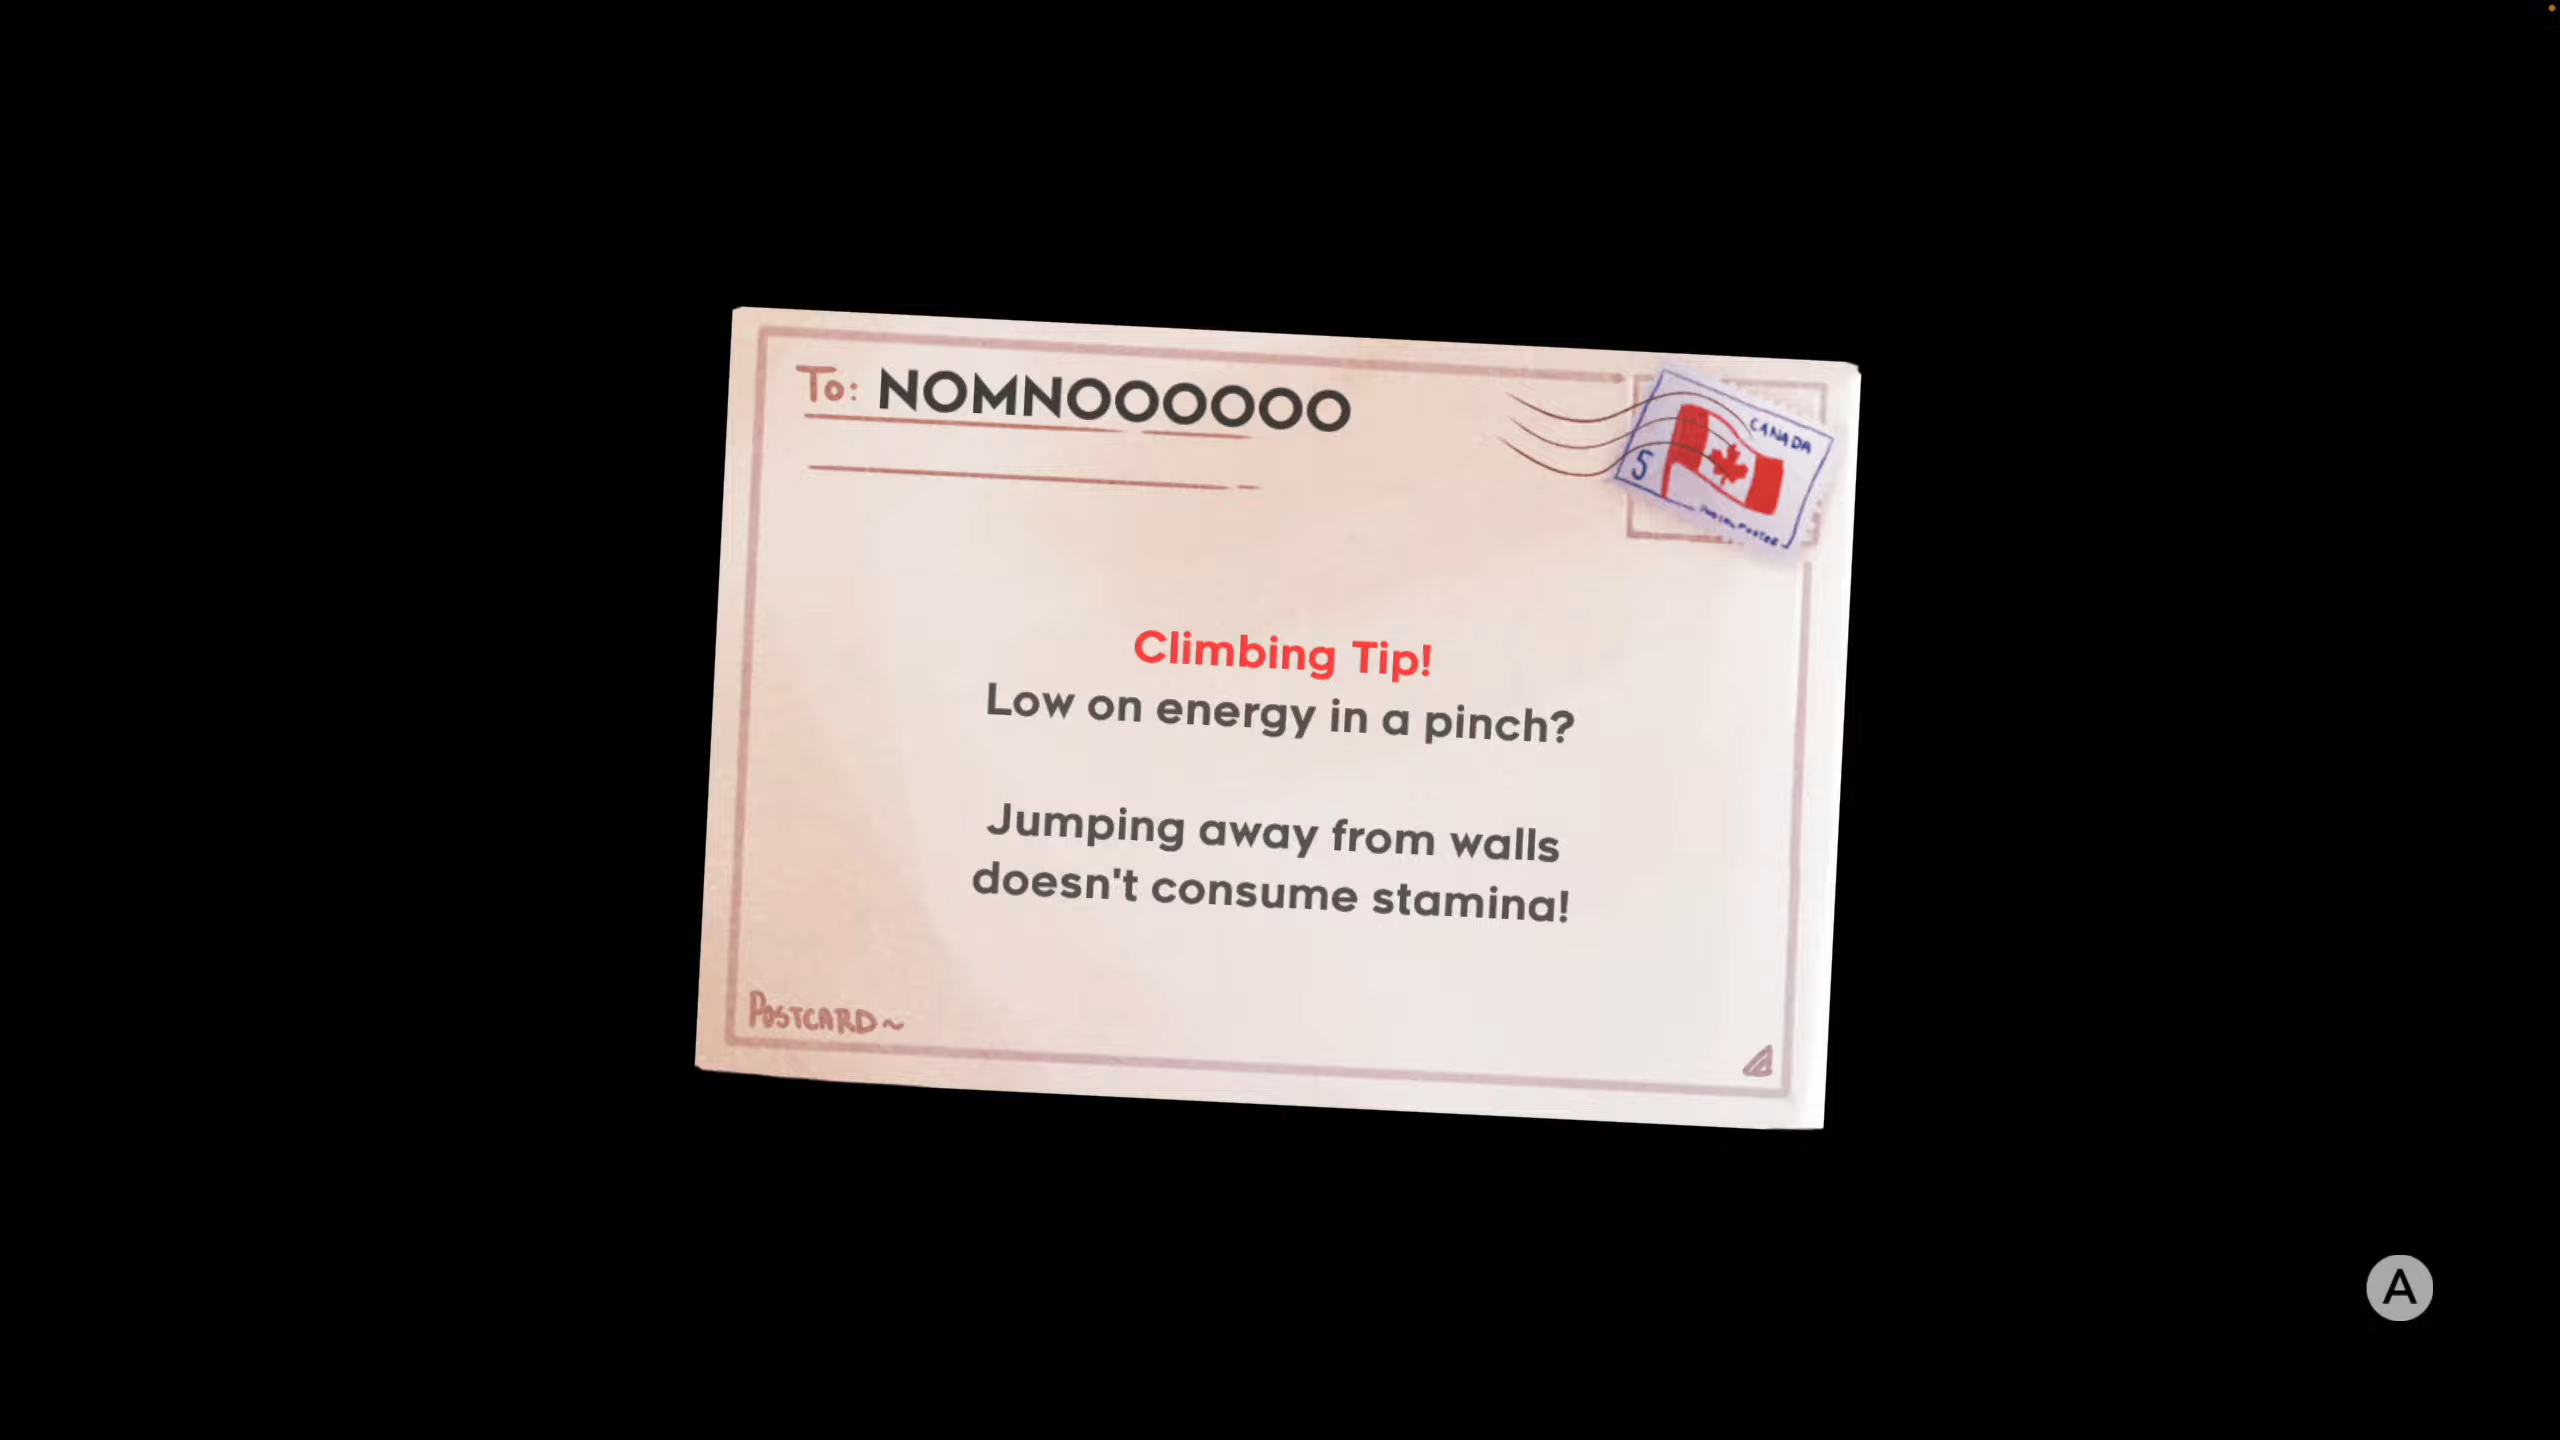 To: NOMNOOOOOO
CANADA
5
Climbing Tip!
Low on energy in a pinch?
Jumping away from walls
doesn't consume stamina!
POSTCARD~
A